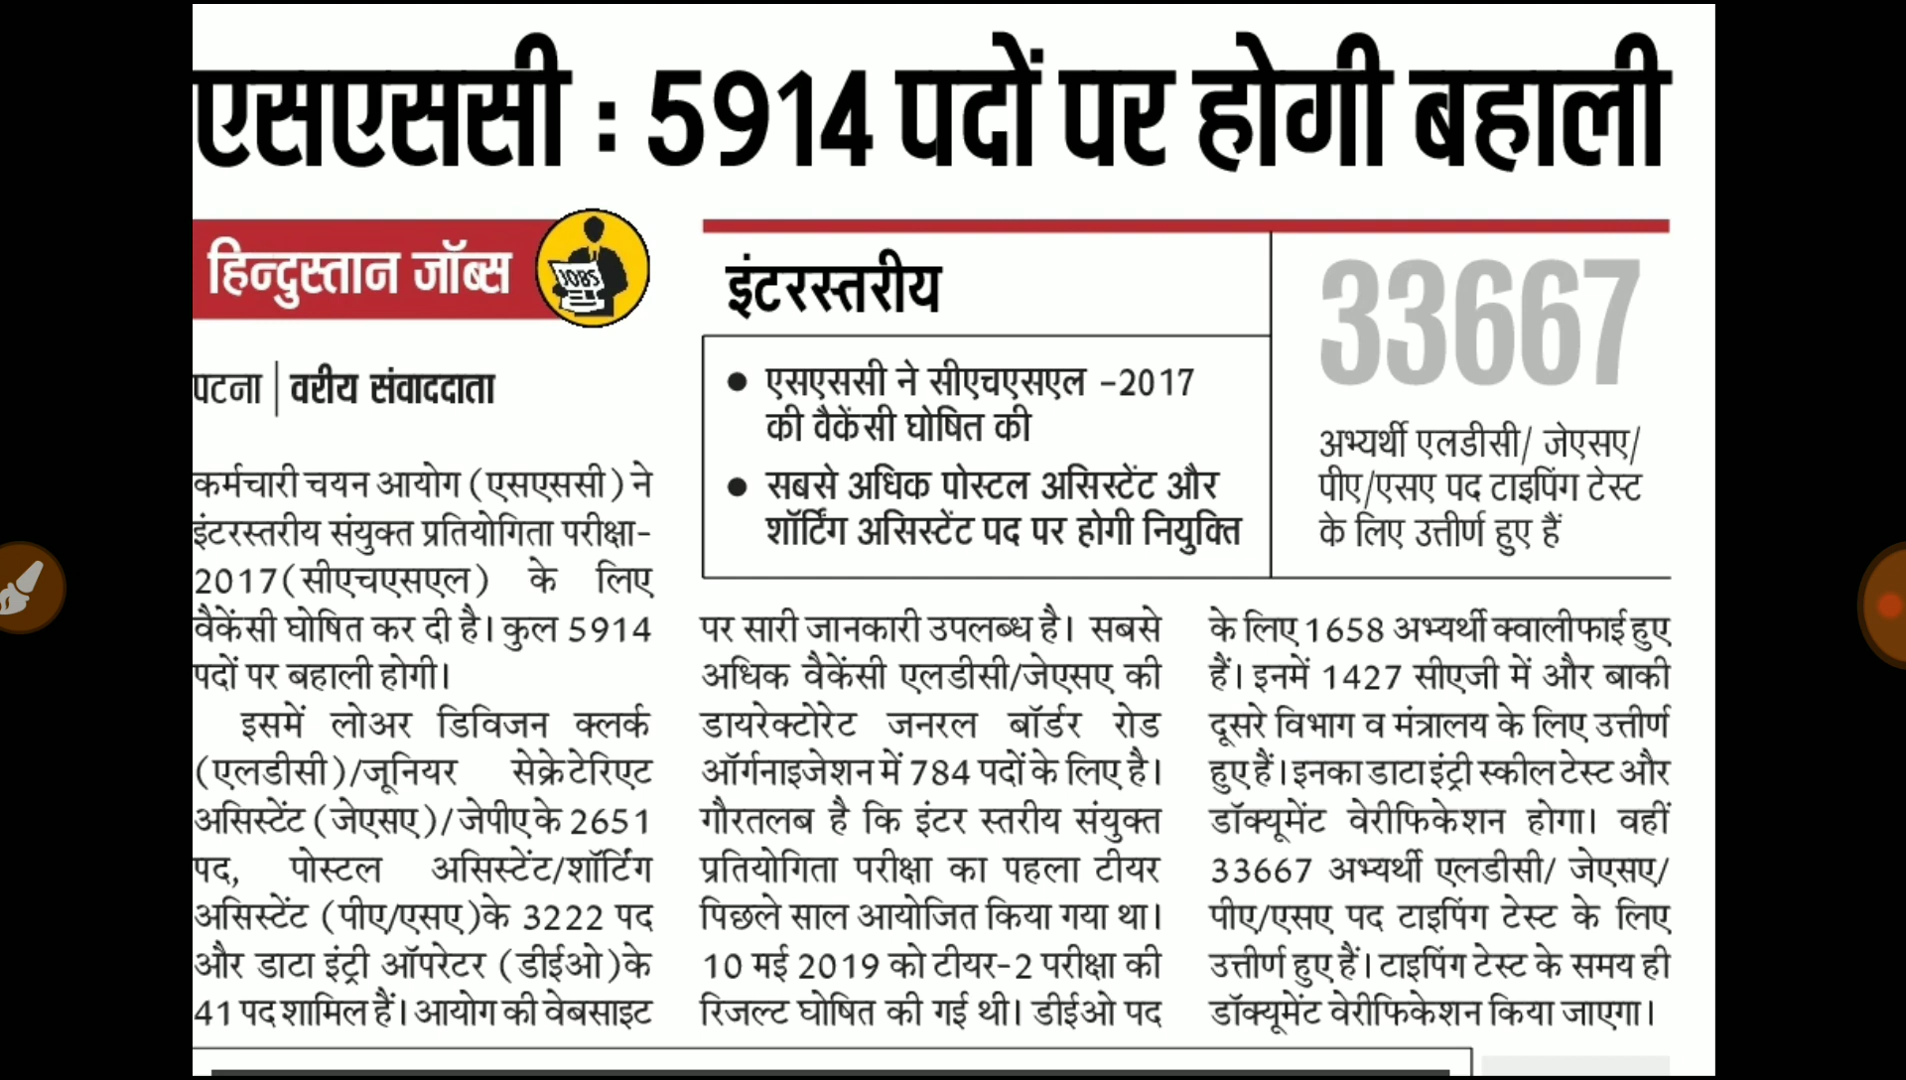 एसएससी : 5914 पदों पर होगी बहाली
हिन्दुस्तान जॉब्स
JOBS
पटना | वरीय संवाददाता
कर्मचारी चयन आयोग (एसएससी) ने
इंटरस्तरीय संयुक्त प्रतियोगिता परीक्षा-
2017(सीएचएसएल) के लिए
वैकेंसी घोषित कर दी है। कुल 5914
पदों पर बहाली होगी।
इसमें लोअर डिविजन क्लर्क
(एलडीसी)/जूनियर सेक्रेटेरिएट
असिस्टेंट (जेएसए)/जेपीए के 2651
पद, पोस्टल असिस्टेंट/शॉर्टिंग
असिस्टेंट (पीए/एसए)के 3222 पद
और डाटा इंट्री ऑपरेटर (डीईओ)के
41 पद शामिल हैं। आयोग की वेबसाइट
इंटरस्तरीय
● एसएससी ने सीएचएसएल -2017
की वैकेंसी घोषित की
● सबसे अधिक पोस्टल असिस्टेंट और
शॉर्टिंग असिस्टेंट पद पर होगी नियुक्ति
33667
अभ्यर्थी एलडीसी/ जेएसए/
पीए/एसए पद टाइपिंग टेस्ट
के लिए उत्तीर्ण हुए हैं
पर सारी जानकारी उपलब्ध है। सबसे
अधिक वैकेंसी एलडीसी/जेएसए की
डायरेक्टोरेट जनरल बॉर्डर रोड
ऑर्गनाइजेशन में 784 पदों के लिए है।
गौरतलब है कि इंटर स्तरीय संयुक्त
प्रतियोगिता परीक्षा का पहला टीयर
पिछले साल आयोजित किया गया था।
10 मई 2019 को टीयर-2 परीक्षा की
रिजल्ट घोषित की गई थी। डीईओ पद
के लिए 1658 अभ्यर्थी क्वालीफाई हुए
हैं। इनमें 1427 सीएजी में और बाकी
दूसरे विभाग व मंत्रालय के लिए उत्तीर्ण
हुए हैं। इनका डाटा इंट्री स्कील टेस्ट और
डॉक्यूमेंट वेरीफिकेशन होगा। वहीं
33667 अभ्यर्थी एलडीसी/ जेएसए/
पीए/एसए पद टाइपिंग टेस्ट के लिए
उत्तीर्ण हुए हैं। टाइपिंग टेस्ट के समय ही
डॉक्यूमेंट वेरीफिकेशन किया जाएगा।